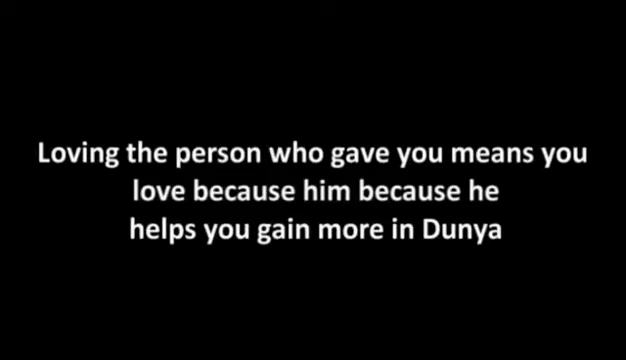 Loving the person who gave you means you
love because him because he
helps you gain more in Dunya